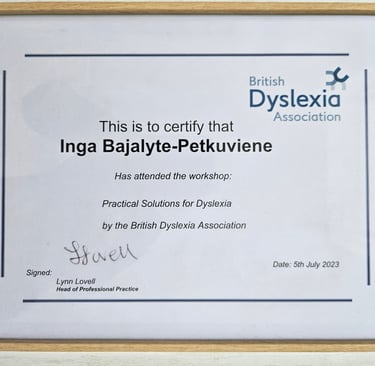 British
Dyslexia
Association
This is to certify that
Inga Bajalyte-Petkuviene
Has attended the workshop:
Practical Solutions for Dyslexia
by the British Dyslexia Association
LLovell
Date: 5th July 2023
Signed:
Lynn Lovell
Head of Professional Practice